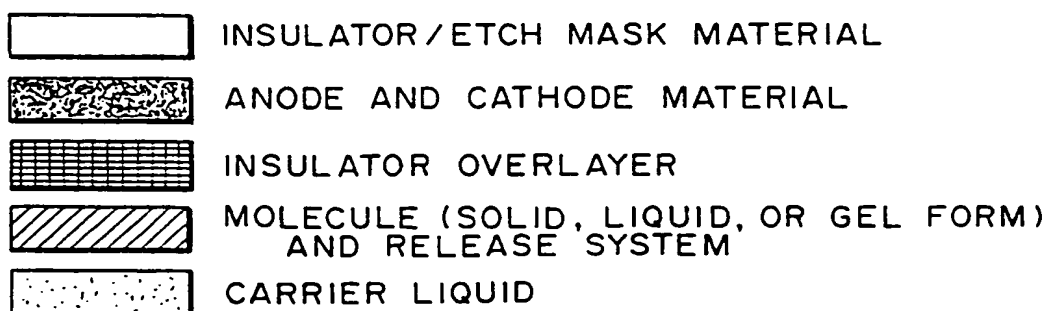 INSULATOR/ETCH MASK MATERIAL
ANODE AND CATHODE MATERIAL
INSULATOR OVERLAYER
MOLECULE (SOLID, LIQUID, OR GEL FORM)
AND RELEASE SYSTEM
CARRIER LIQUID